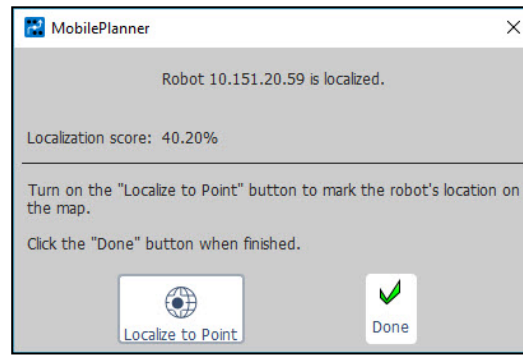 MobilePlanner
Robot 10.151.20.59 is localized.
Localization score: 40.20%
Turn on the "Localize to Point" button to mark the robot's location on
the map.
Click the "Done" button when finished.
Localize to Point
Done